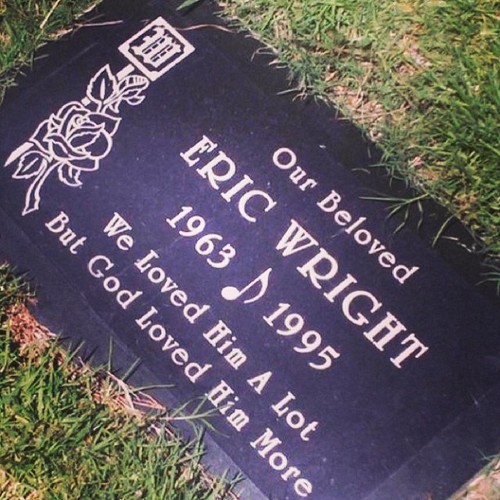 W
Our Beloved
ERIC WRIGHT
1963 1995
We Loved Him A Lot
But God Loved Him More